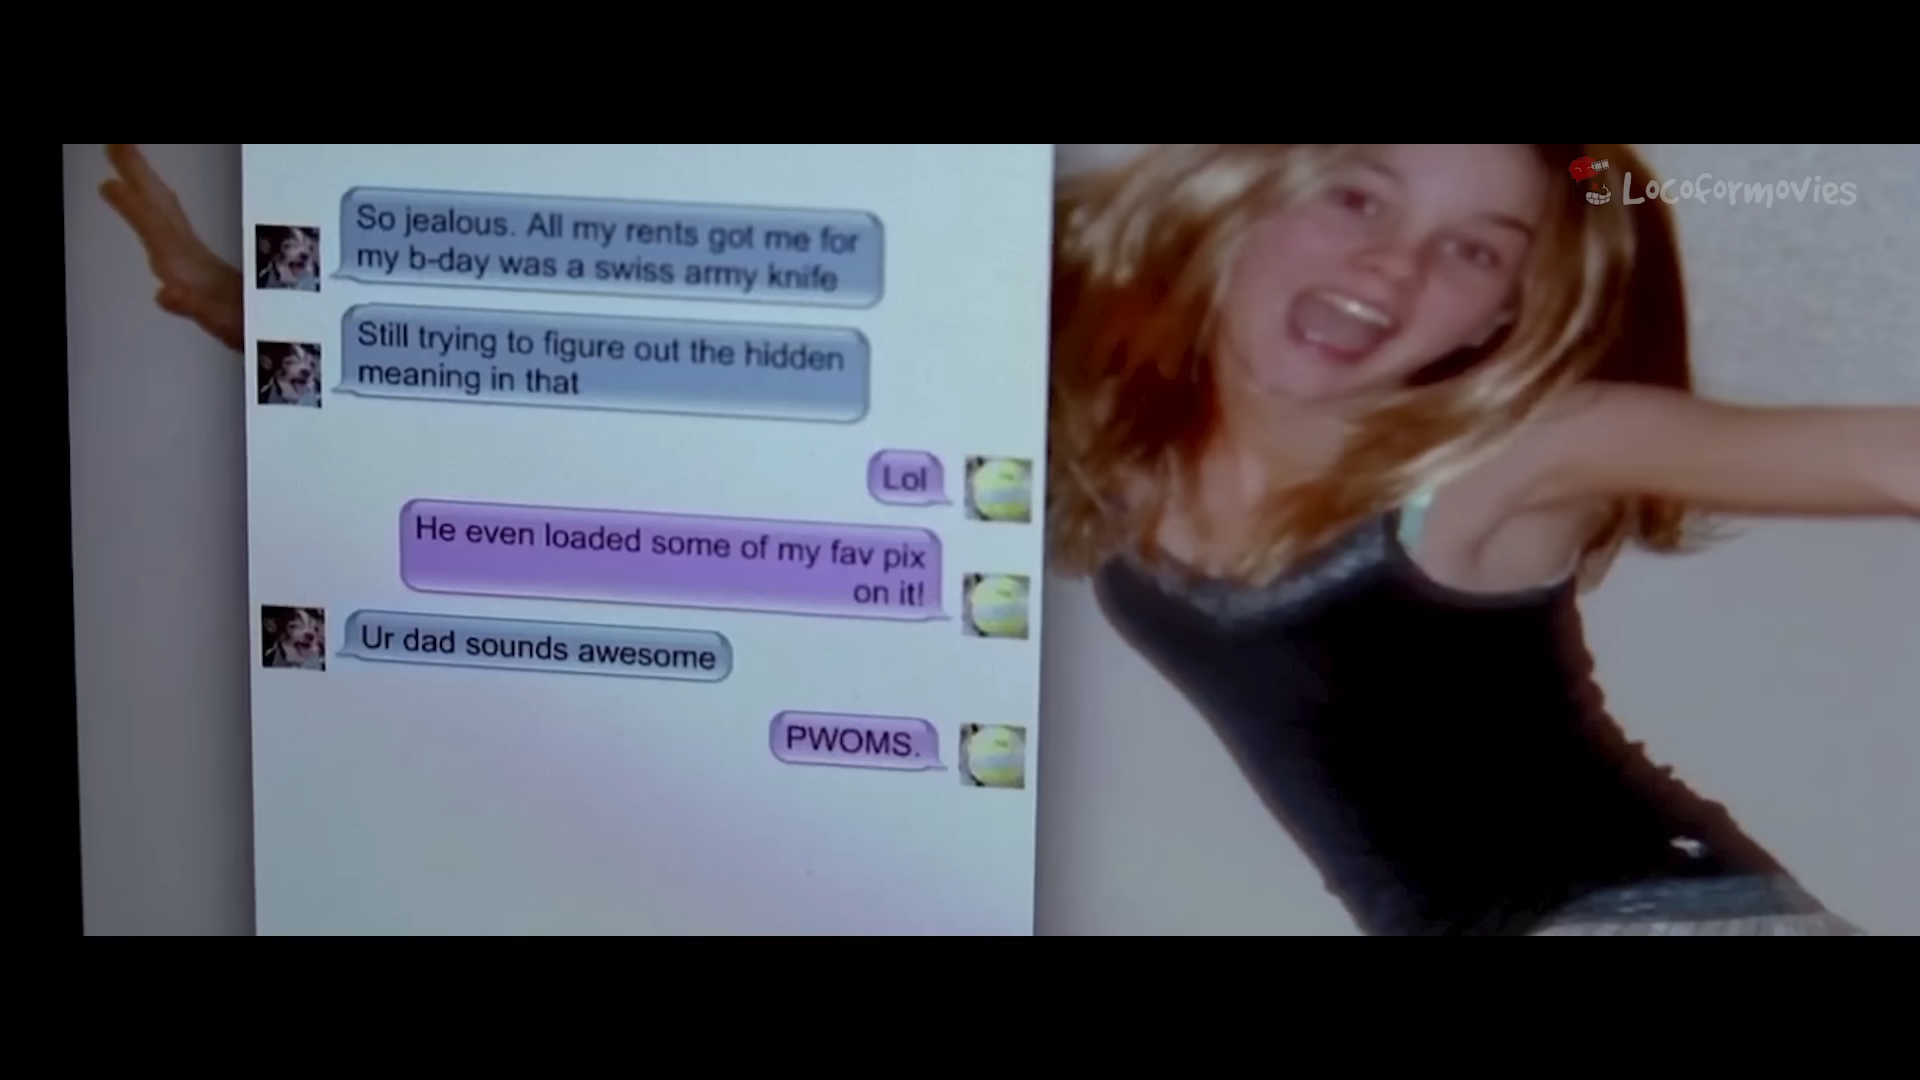 Locoformovies
So jealous. All my rents got me for
my b-day was a swiss army knife
Still trying to figure out the hidden
meaning in that
Lol
He even loaded some of my fav pix
on it!
Ur dad sounds awesome
PWOMS.